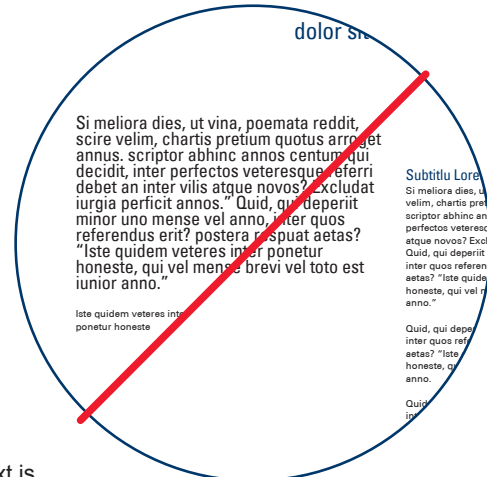 dolor
Si meliora dies, ut vina, poemata reddit,
scire velim, chartis pretium quotus arroget
annus. scriptor abhinc annos centum qui
decidit, inter perfectos veteresque referri
debet an inter vilis atque novos? Excludat
iurgia perficit annos.” Quid, qui deperiit
minor uno mense vel anno, inter quos
referendus erit? postera respuat aetas?
“Iste quidem veteres inter ponetur
honeste, qui vel mense brevi vel toto est
iunior anno.”
Iste quidem veteres
ponetur honeste
Subtitlu
Si meliora dies,
velim, chartis
scriptor abhinc
perfectos
atque novos?
Quid, qui deperiit
inter quos
aetas? “Iste
honeste, qui vel
anno.”
Quid, qui
inter quos
aetas? “Iste
honeste,
anno.
is